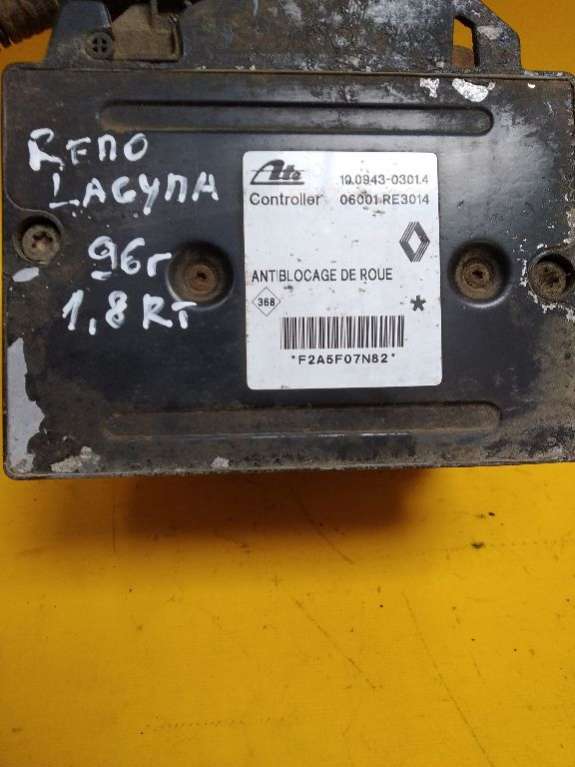 RENO
LAGYNA
96г
1,8 RT
Ate
10.0943-0301.4
Controller 06001 RE3014
ANTIBLOCAGE DE ROUE
368
*
*F2A5F07N82*